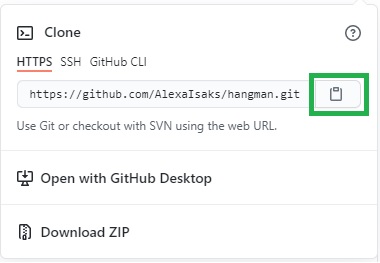 Clone
HTTPS SSH GitHub CLI
https://github.com/AlexaIsaks/hangman.git
Use Git or checkout with SVN using the web URL.
Open with GitHub Desktop
Download ZIP